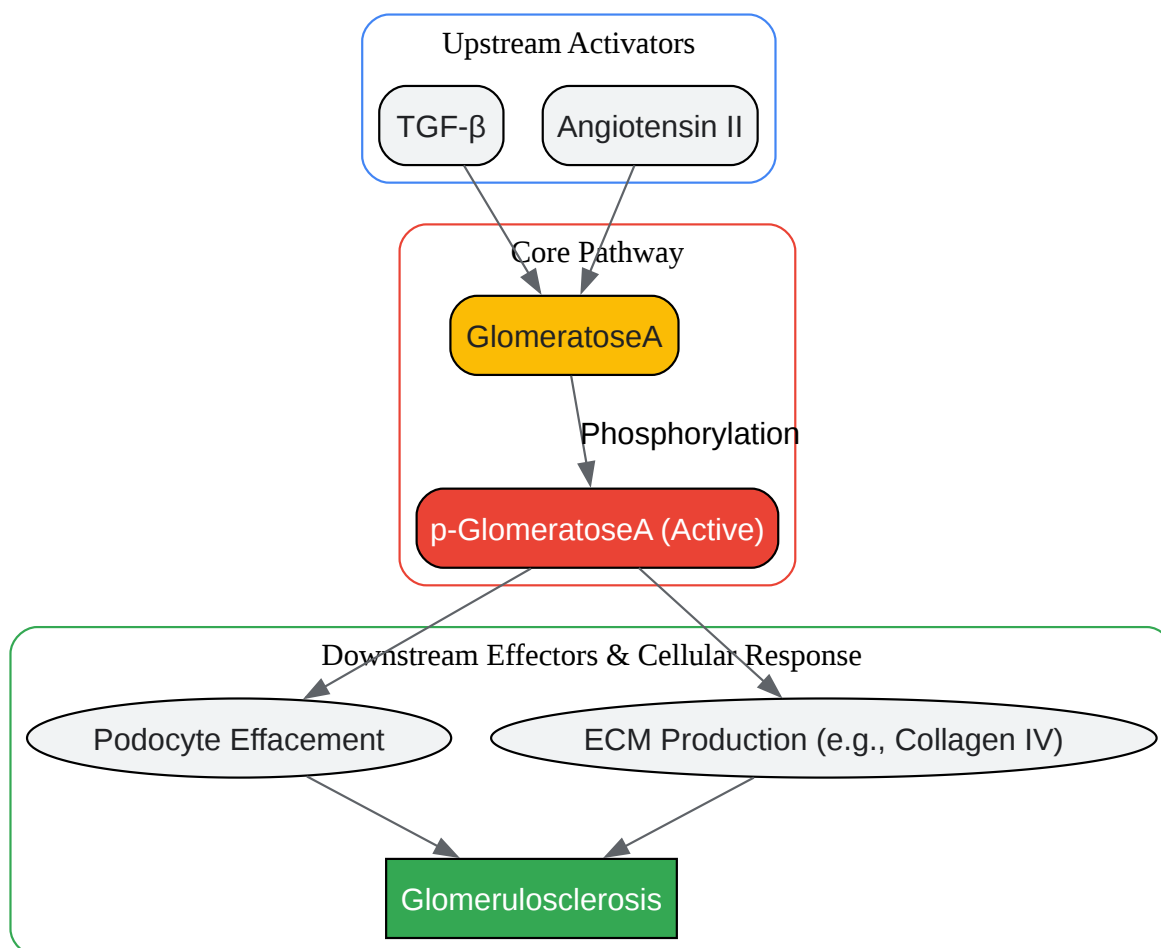 Upstream Activators
TGF-β
Angiotensin II
Core Pathway
GlomeratoseA
Phosphorylation
p-GlomeratoseA (Active)
Downstream Effectors & Cellular Response
Podocyte Effacement
ECM Production (e.g., Collagen IV)
Glomerulosclerosis